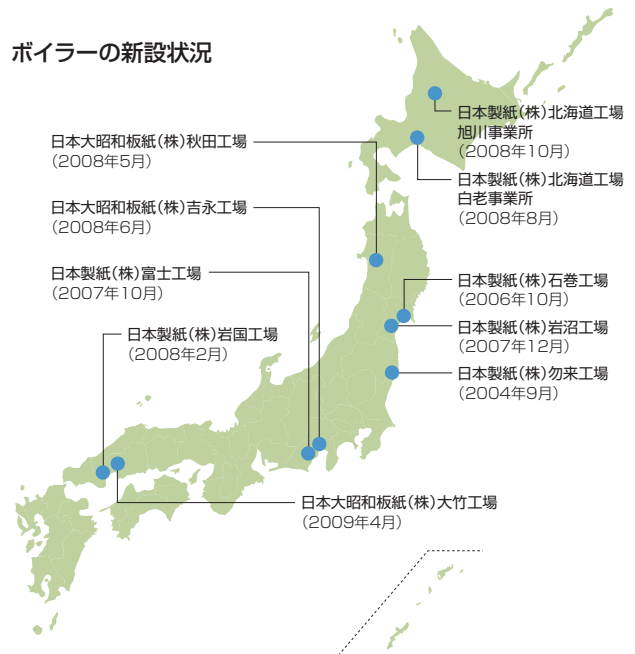 ボイラーの新設状況
日本製紙(株)北海道工場
旭川事業所
(2008年10月)
日本製紙(株)北海道工場
白老事業所
(2008年8月)
日本大昭和板紙(株)秋田工場
(2008年5月)
日本大昭和板紙(株)吉永工場
(2008年6月)
日本製紙(株)富士工場
(2007年10月)
日本製紙(株)岩国工場
(2008年2月)
日本製紙(株)石巻工場
(2006年10月)
日本製紙(株)岩沼工場
(2007年12月)
日本製紙(株)勿来工場
(2004年9月)
日本大昭和板紙(株)大竹工場
(2009年4月)